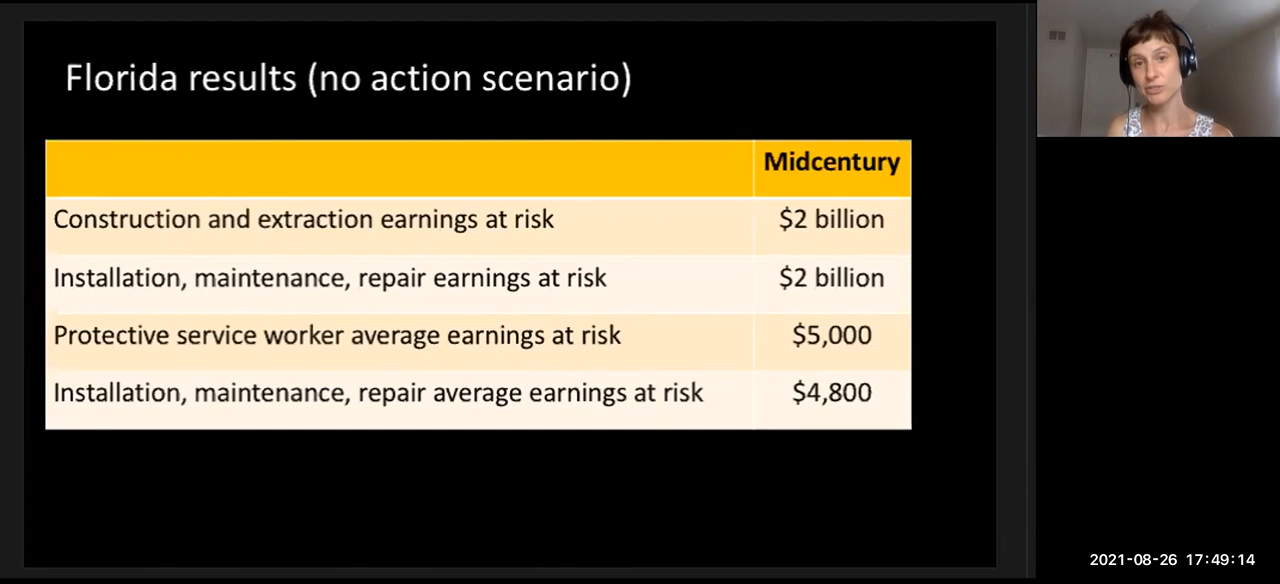 Florida results (no action scenario)
Midcentury
Construction and extraction earnings at risk $2 billion
Installation, maintenance, repair earnings at risk $2 billion
Protective service worker average earnings at risk $5,000
Installation, maintenance, repair average earnings at risk $4,800
2021-08-26 17:49:14